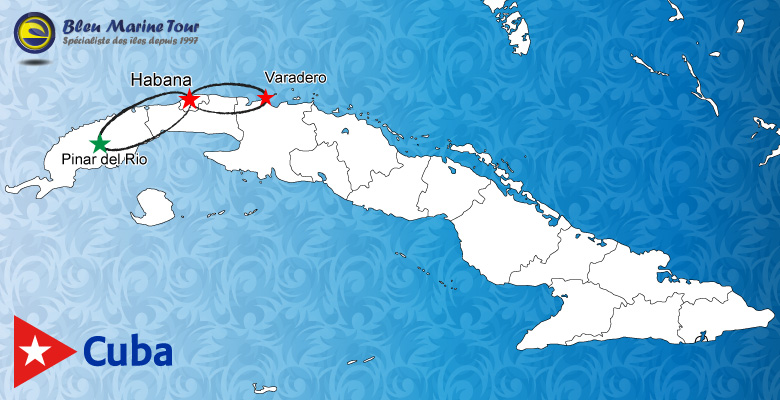 Bleu Marine Tour
Spécialiste des îles depuis 1997
Habana
Varadero
Pinar del Rio
Cuba